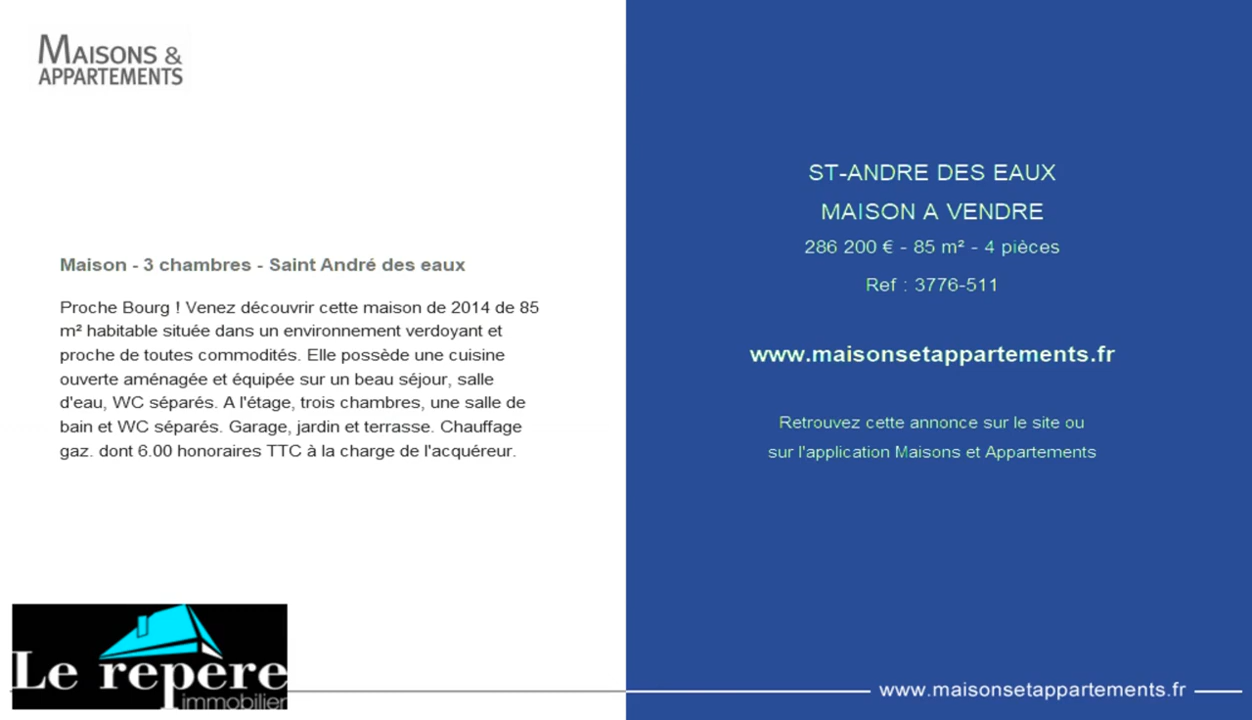 MAISONS &
APPARTEMENTS
Maison - 3 chambres - Saint André des eaux
Proche Bourg ! Venez découvrir cette maison de 2014 de 85
m² habitable située dans un environnement verdoyant et
proche de toutes commodités. Elle possède une cuisine
ouverte aménagée et équipée sur un beau séjour, salle
d'eau, WC séparés. A l'étage, trois chambres, une salle de
bain et WC séparés. Garage, jardin et terrasse. Chauffage
gaz. dont 6.00 honoraires TTC à la charge de l'acquéreur.
Le repère
immobilier
ST-ANDRE DES EAUX
MAISON A VENDRE
286 200 € - 85 m² - 4 pièces
Ref : 3776-511
www.maisonsetappartements.fr
Retrouvez cette annonce sur le site ou
sur l'application Maisons et Appartements
www.maisonsetappartements.fr